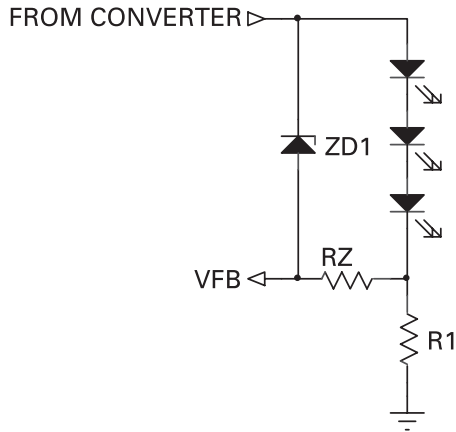 FROM CONVERTER
ZD1
RZ
VFB
R1